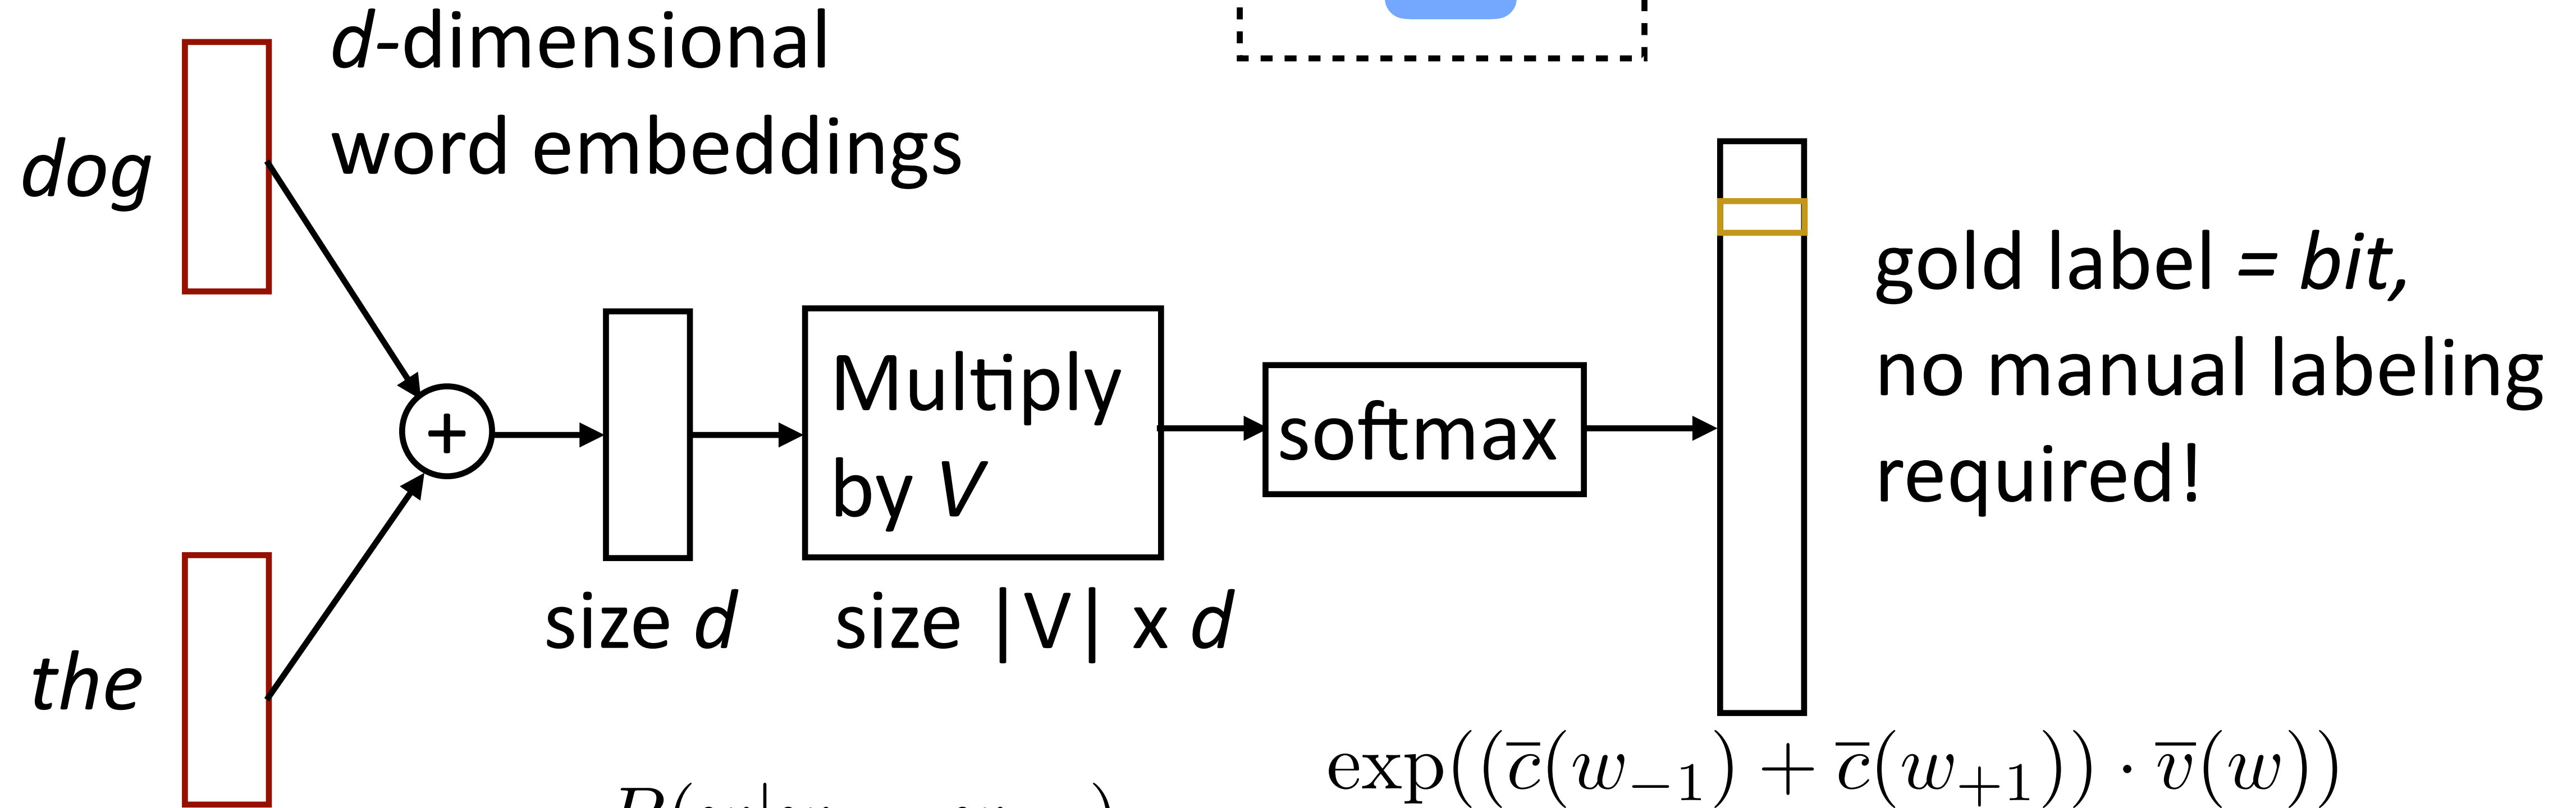 d-dimensional
word embeddings
dog
the
+
size d
Multiply
by V
size |V| x d
softmax
gold label = bit,
no manual labeling
required!
exp((c̅(w₋₁) + c̅(w₊₁)) · v̅(w))